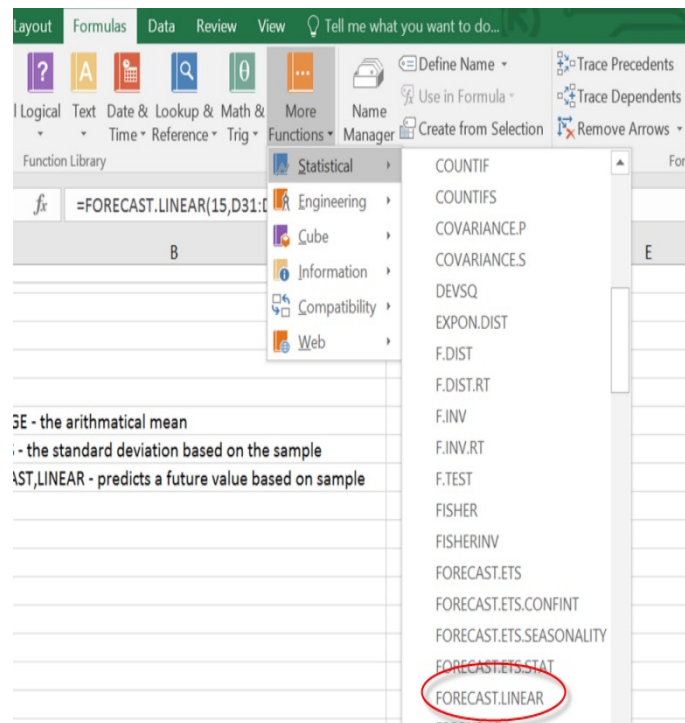 Layout Formulas Data Review View Tell me what you want to do...
l Logical Text Date & Time Lookup & Reference Math & Trig More Functions Name Manager
Define Name
Use in Formula
Create from Selection
Trace Precedents
Trace Dependents
Remove Arrows
Function Library
For
fx =FORECAST.LINEAR(15,D31:D
B E
Statistical
Engineering
Cube
Information
Compatibility
Web
COUNTIF
COUNTIFS
COVARIANCE.P
COVARIANCE.S
DEVSQ
EXPON.DIST
F.DIST
F.DIST.RT
F.INV
F.INV.RT
F.TEST
FISHER
FISHERINV
FORECAST.ETS
FORECAST.ETS.CONFINT
FORECAST.ETS.SEASONALITY
FORECAST.ETS.STAT
FORECAST.LINEAR
GE - the arithmatical mean
- the standard deviation based on the sample
AST,LINEAR - predicts a future value based on sample